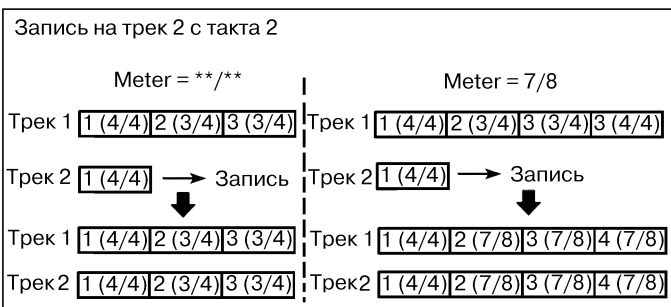 Запись на трек 2 с такта 2
Meter = **/**
Трек 1 1 (4/4) 2 (3/4) 3 (3/4)
Трек 2 1 (4/4) Запись
Трек 1 1 (4/4) 2 (3/4) 3 (3/4)
Трек2 1 (4/4) 2 (3/4) 3 (3/4)
Meter = 7/8
Трек 1 1 (4/4) 2 (3/4) 3 (3/4) 3 (4/4)
Трек 2 1 (4/4) Запись
Трек 1 1 (4/4) 2 (7/8) 3 (7/8) 4 (7/8)
Трек2 1 (4/4) 2 (7/8) 3 (7/8) 4 (7/8)